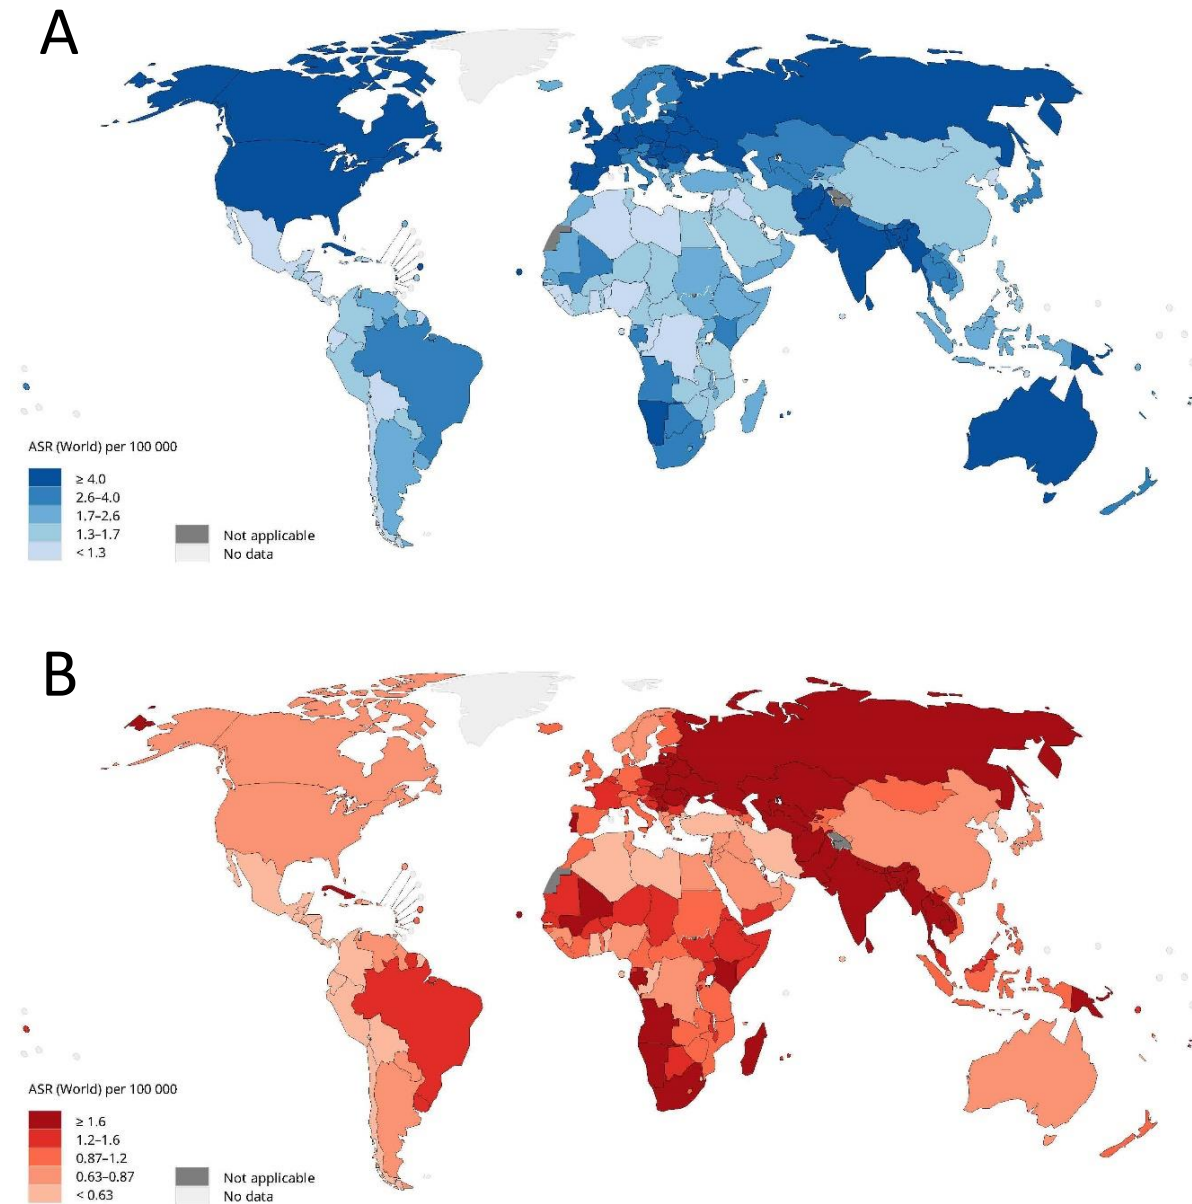 A
ASR (World) per 100 000
≥ 4.0
2.6–4.0
1.7–2.6
1.3–1.7
< 1.3
Not applicable
No data
B
ASR (World) per 100 000
≥ 1.6
1.2–1.6
0.87–1.2
0.63–0.87
< 0.63
Not applicable
No data